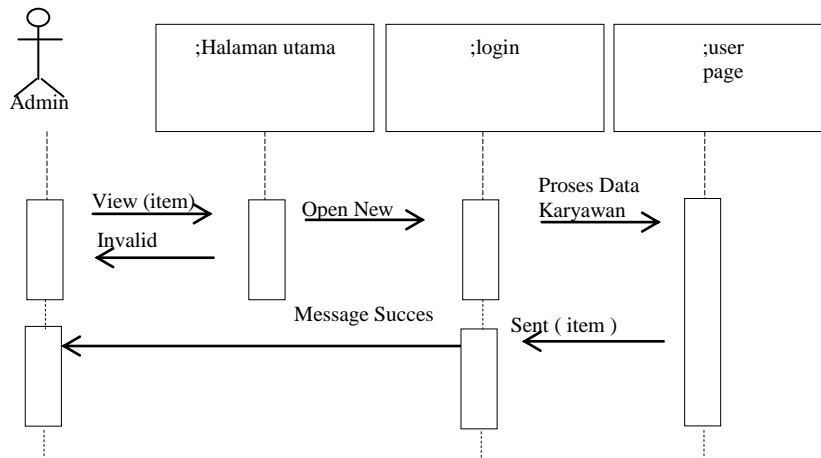 ;Halaman utama
;login
;user
page
Admin
View (item)
Open New
Proses Data
Karyawan
Invalid
Message Succes
Sent ( item )